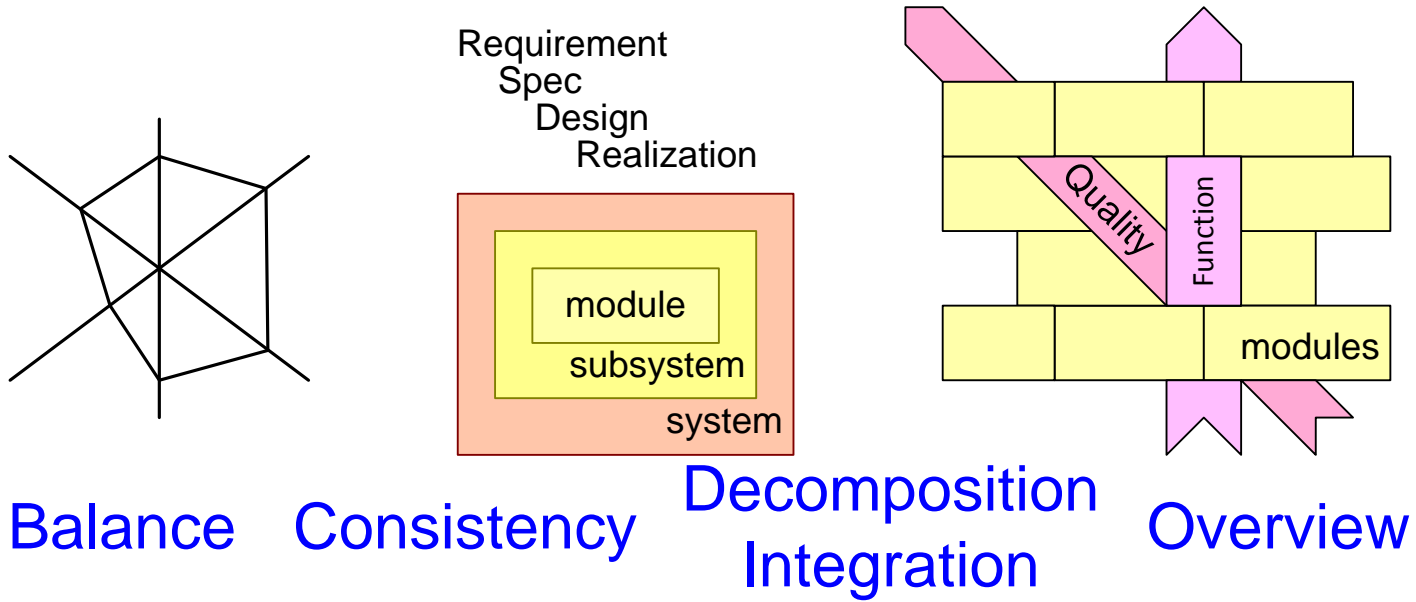 Requirement
Spec
Design
Realization
module
subsystem
system
Quality
Function
modules
Balance
Consistency
Decomposition
Integration
Overview